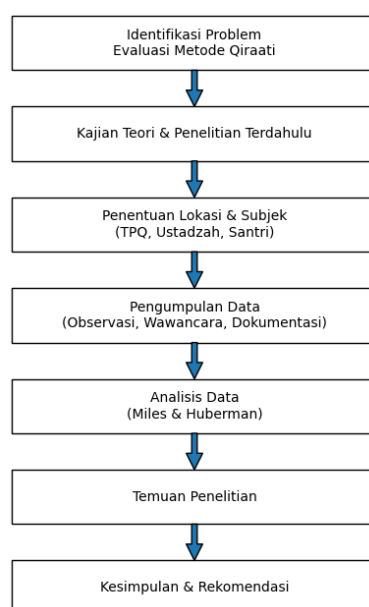 Identifikasi Problem
Evaluasi Metode Qiraati
Kajian Teori & Penelitian Terdahulu
Penentuan Lokasi & Subjek
(TPQ, Ustadzah, Santri)
Pengumpulan Data
(Observasi, Wawancara, Dokumentasi)
Analisis Data
(Miles & Huberman)
Temuan Penelitian
Kesimpulan & Rekomendasi